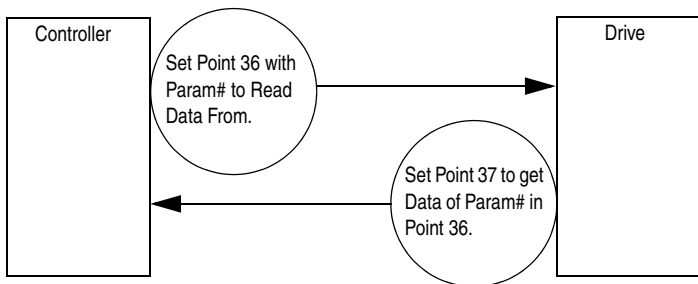 Controller
Drive
Set Point 36 with
Param# to Read
Data From.
Set Point 37 to get
Data of Param# in
Point 36.